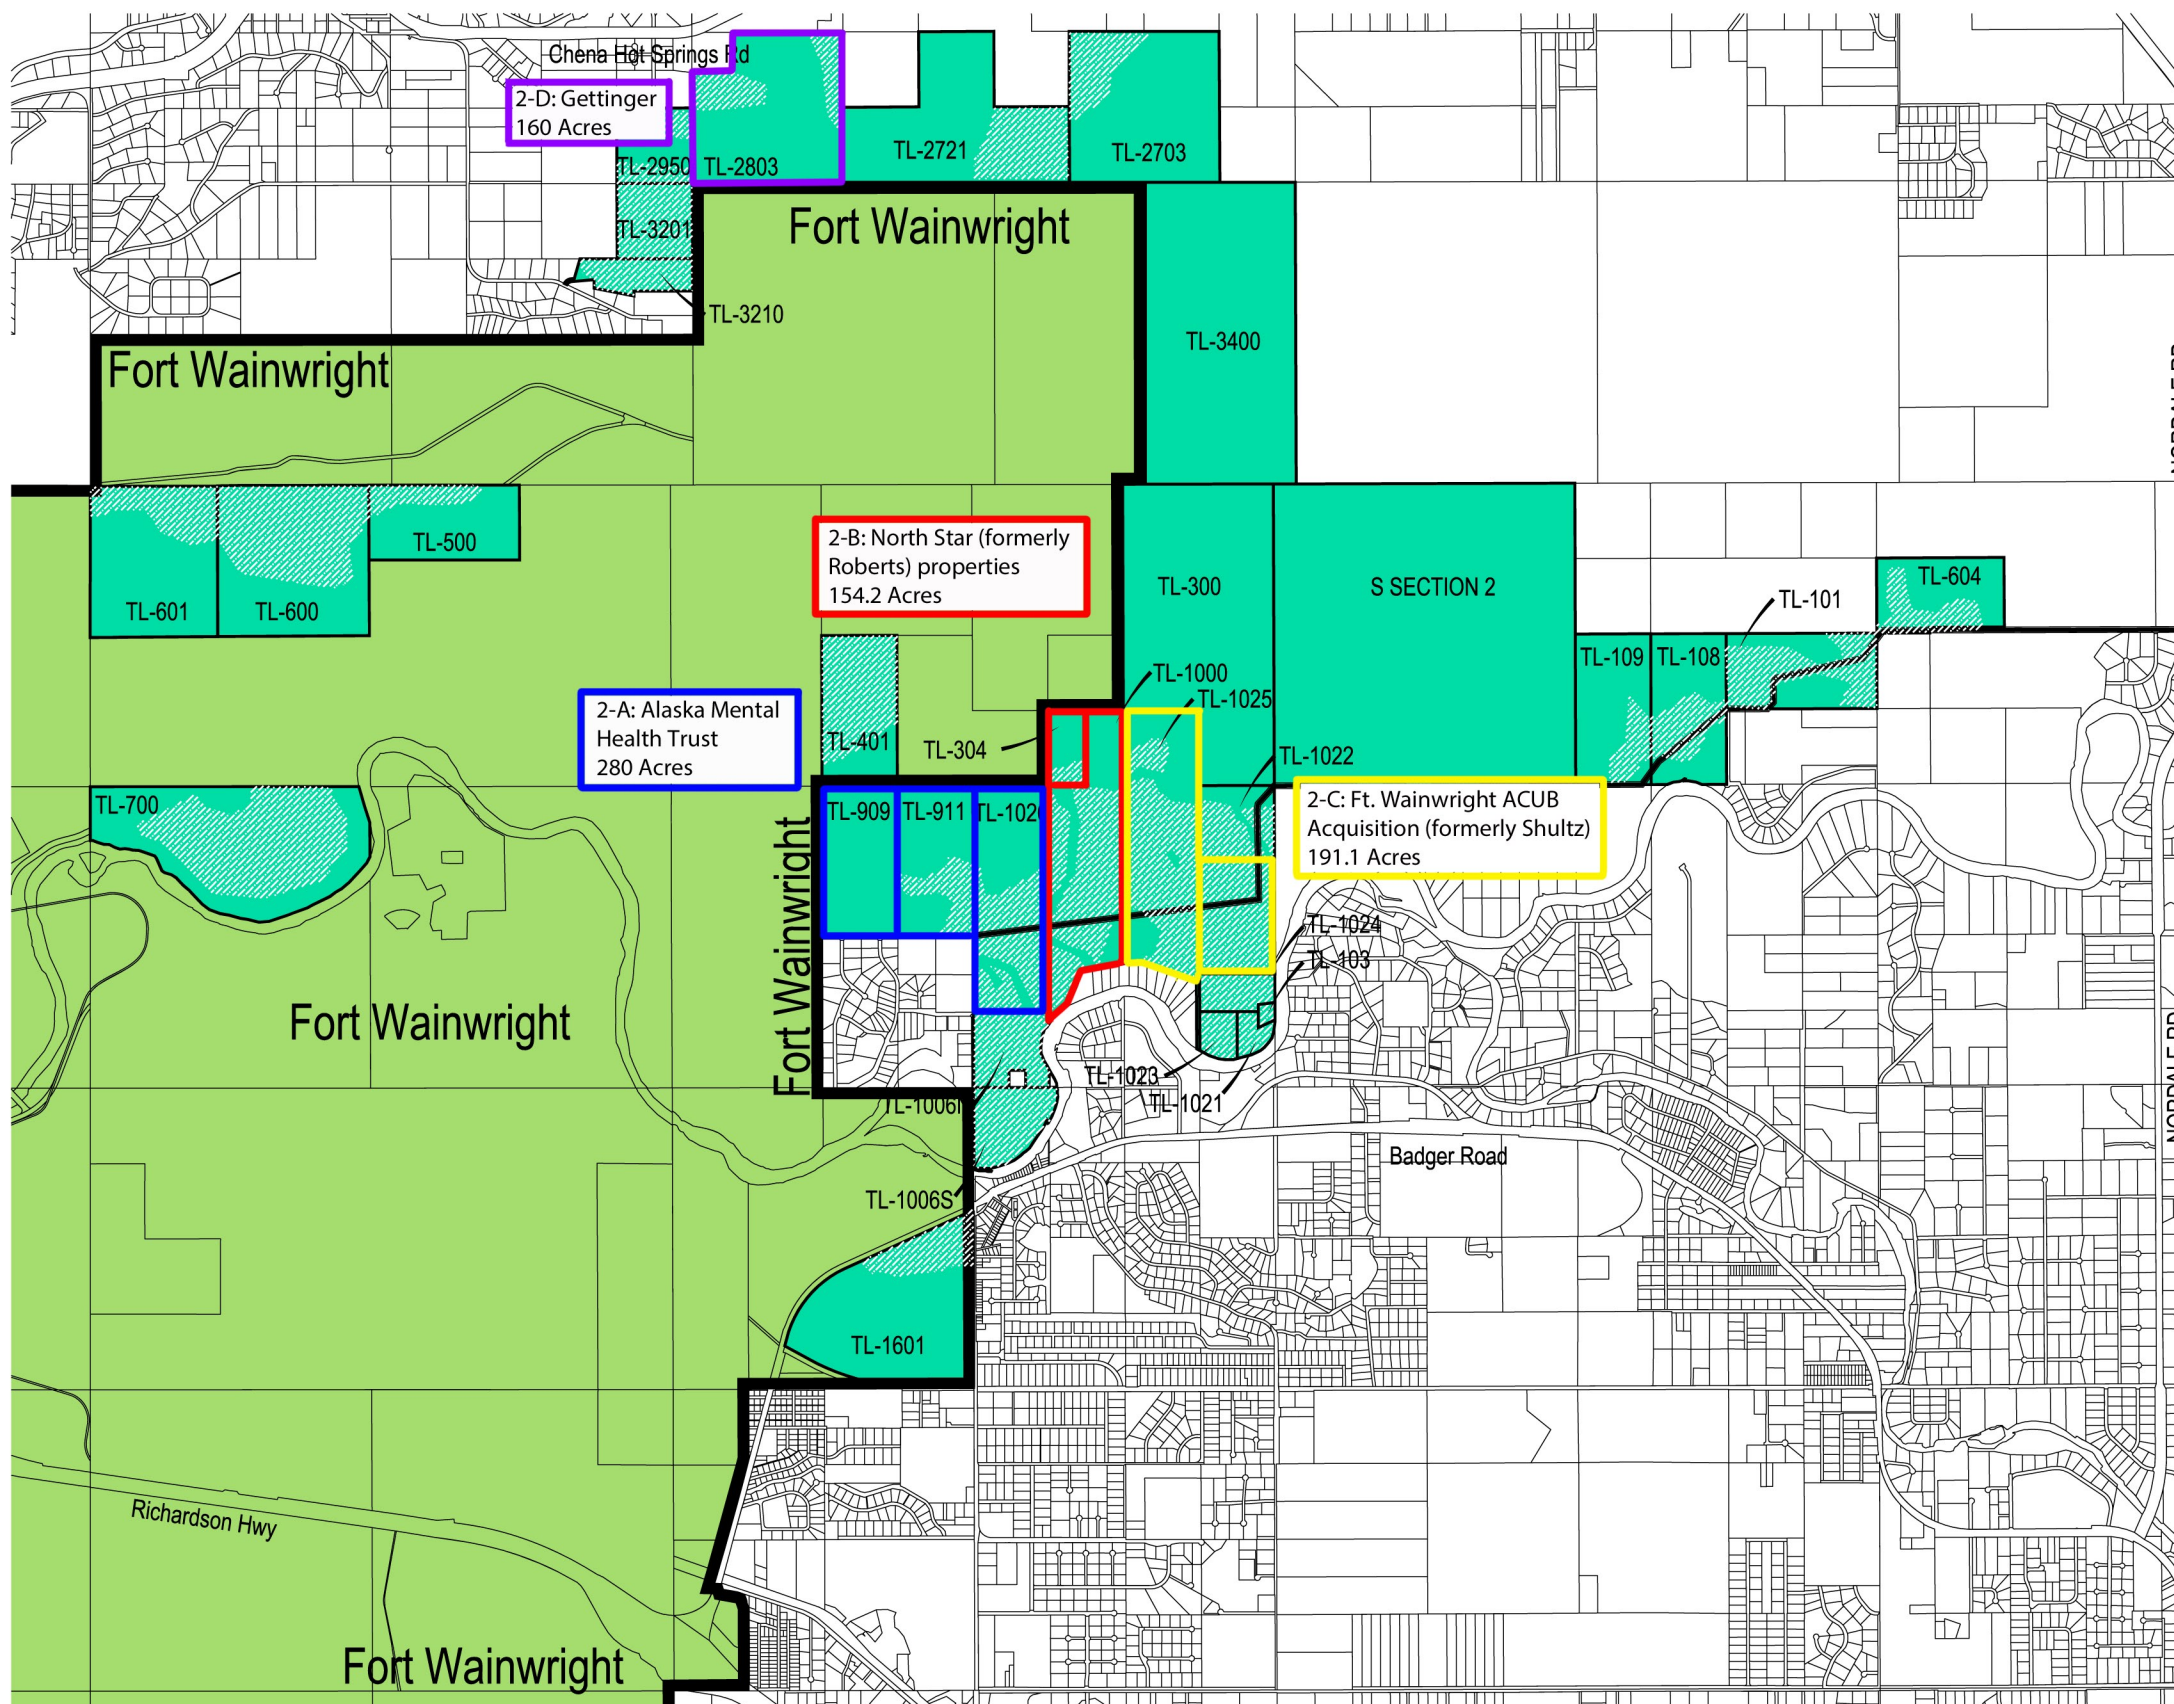 Chena Hot Springs Rd
2-D: Gettinger
160 Acres
TL-2950
TL-2803
TL-2721
TL-2703
TL-3201
Fort Wainwright
TL-3210
TL-3400
Fort Wainwright
TL-601
TL-600
TL-500
2-B: North Star (formerly
Roberts) properties
154.2 Acres
TL-300
S SECTION 2
TL-604
TL-101
TL-109
TL-108
TL-1000
TL-1025
2-A: Alaska Mental
Health Trust
280 Acres
TL-401
TL-304
TL-1022
TL-700
TL-909
TL-911
2-C: Ft. Wainwright ACUB
Acquisition (formerly Shultz)
191.1 Acres
Fort Wainwright
TL-1024
TL-103
Fort Wainwright
TL-1023
TL-1021
Badger Road
TL-1006S
TL-1601
Richardson Hwy
Fort Wainwright